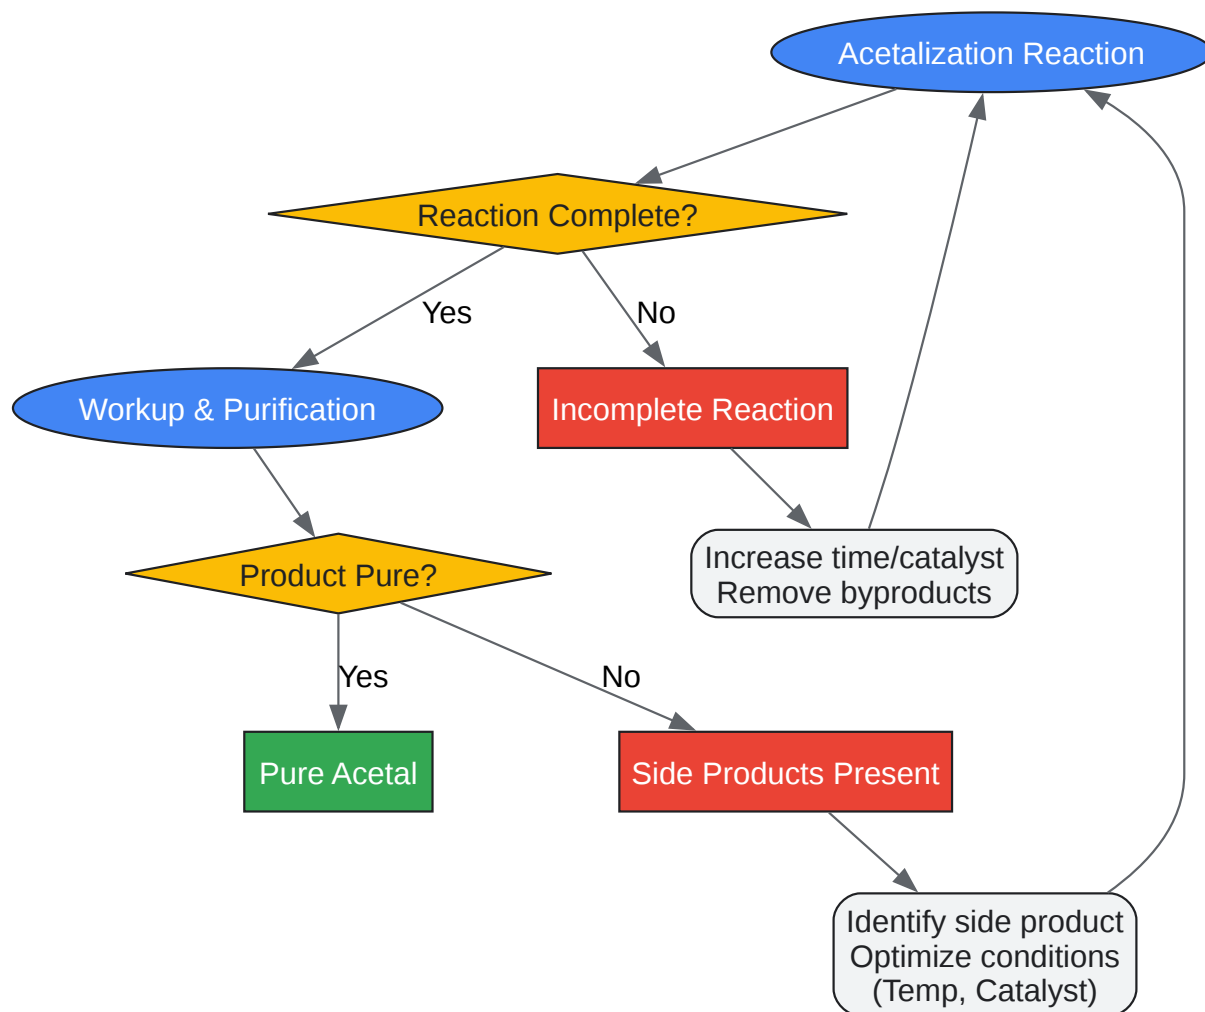 Acetalization Reaction
Reaction Complete?
Yes
No
Workup & Purification
Incomplete Reaction
Increase time/catalyst
Remove byproducts
Product Pure?
Yes
No
Pure Acetal
Side Products Present
Identify side product
Optimize conditions
(Temp, Catalyst)